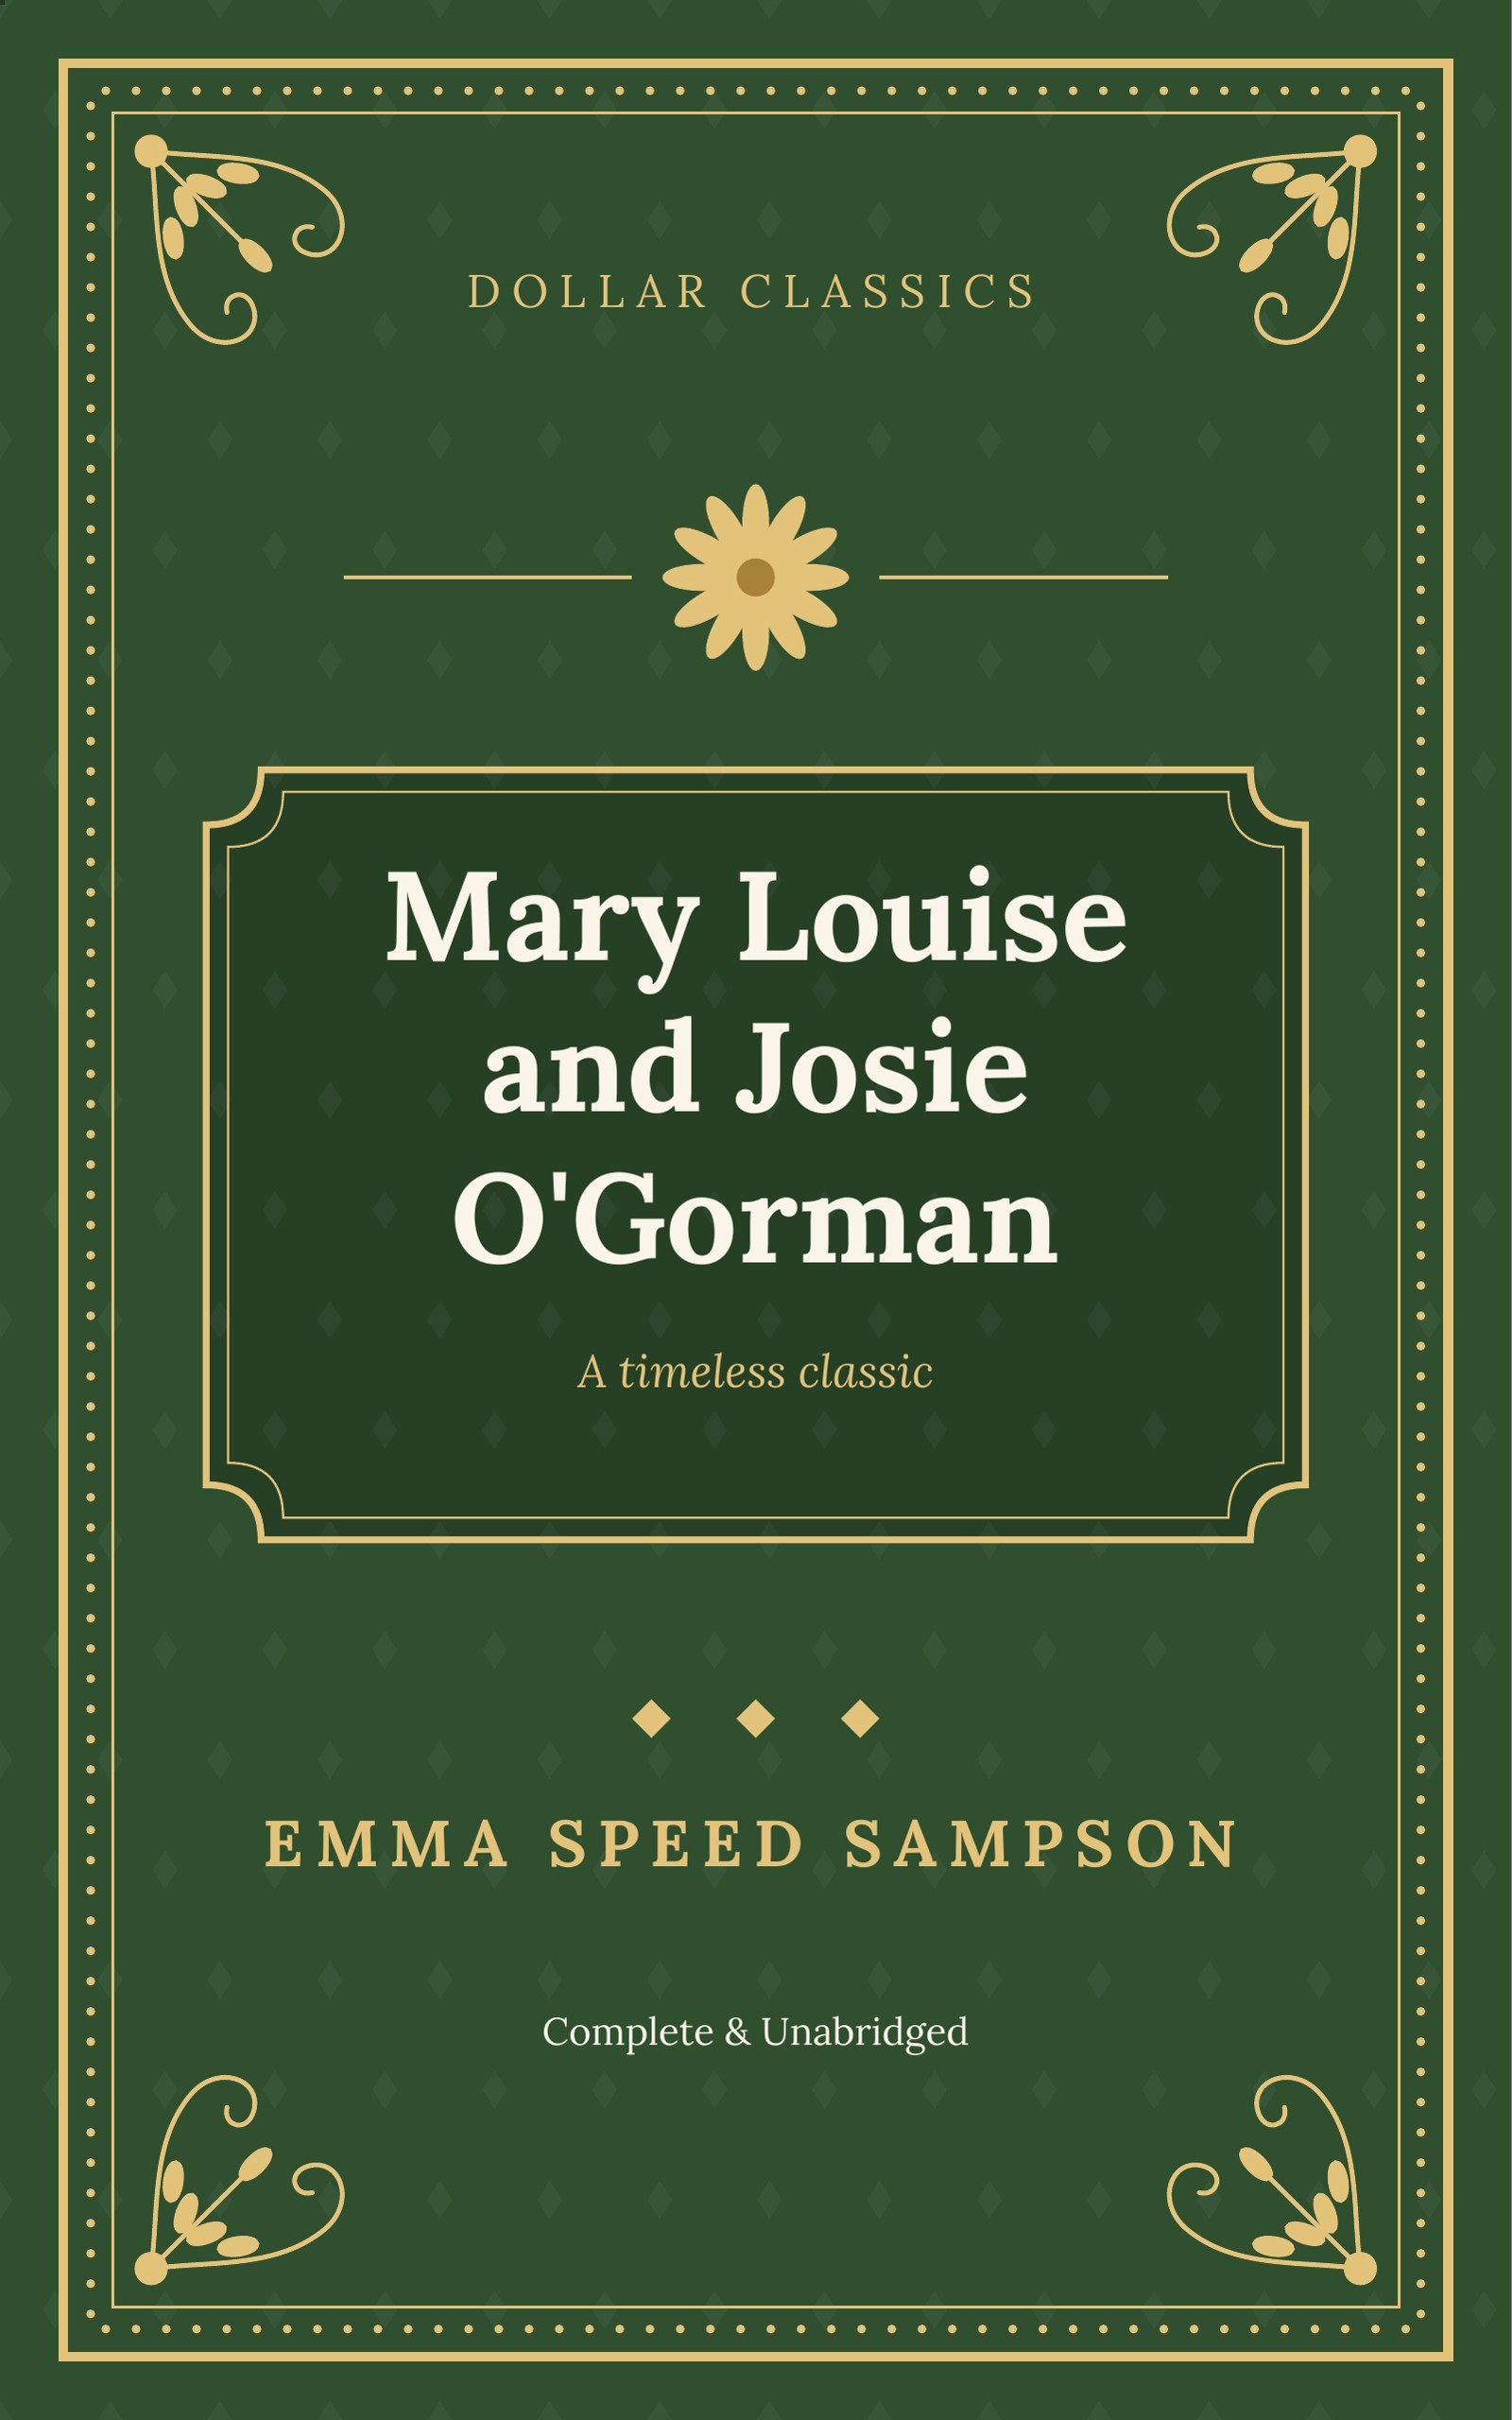 DOLLAR CLASSICS
Mary Louise
and Josie
O'Gorman
A timeless classic
EMMA SPEED SAMPSON
Complete & Unabridged